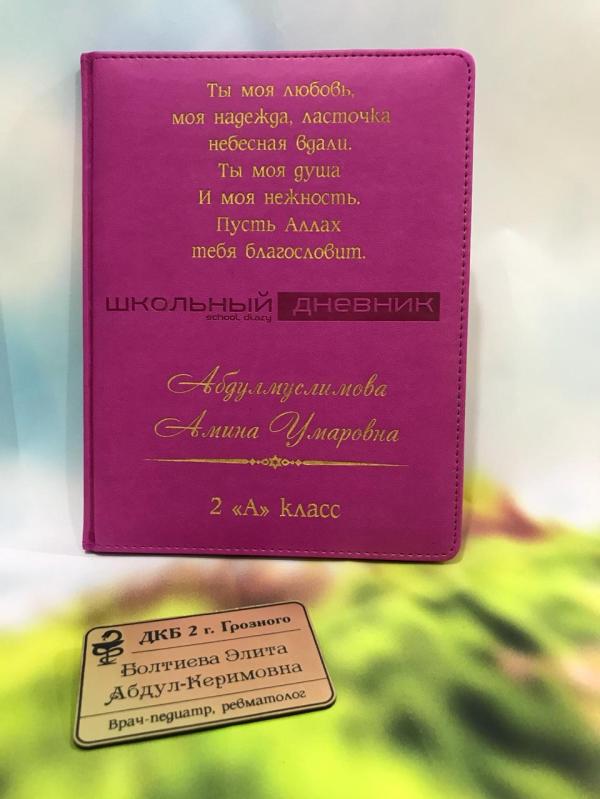 Ты моя любовь,
моя надежда, ласточка
небесная вдали.
Ты моя душа
И моя нежность.
Пусть Аллах
тебя благословит.
школьный дневник
school diary
Абдулмуслимова
Амина Умаровна
2 «А» класс
ДКБ 2 г. Грозного
Болтиева Элита
Абдул-Керимовна
Врач-педиатр, ревматолог